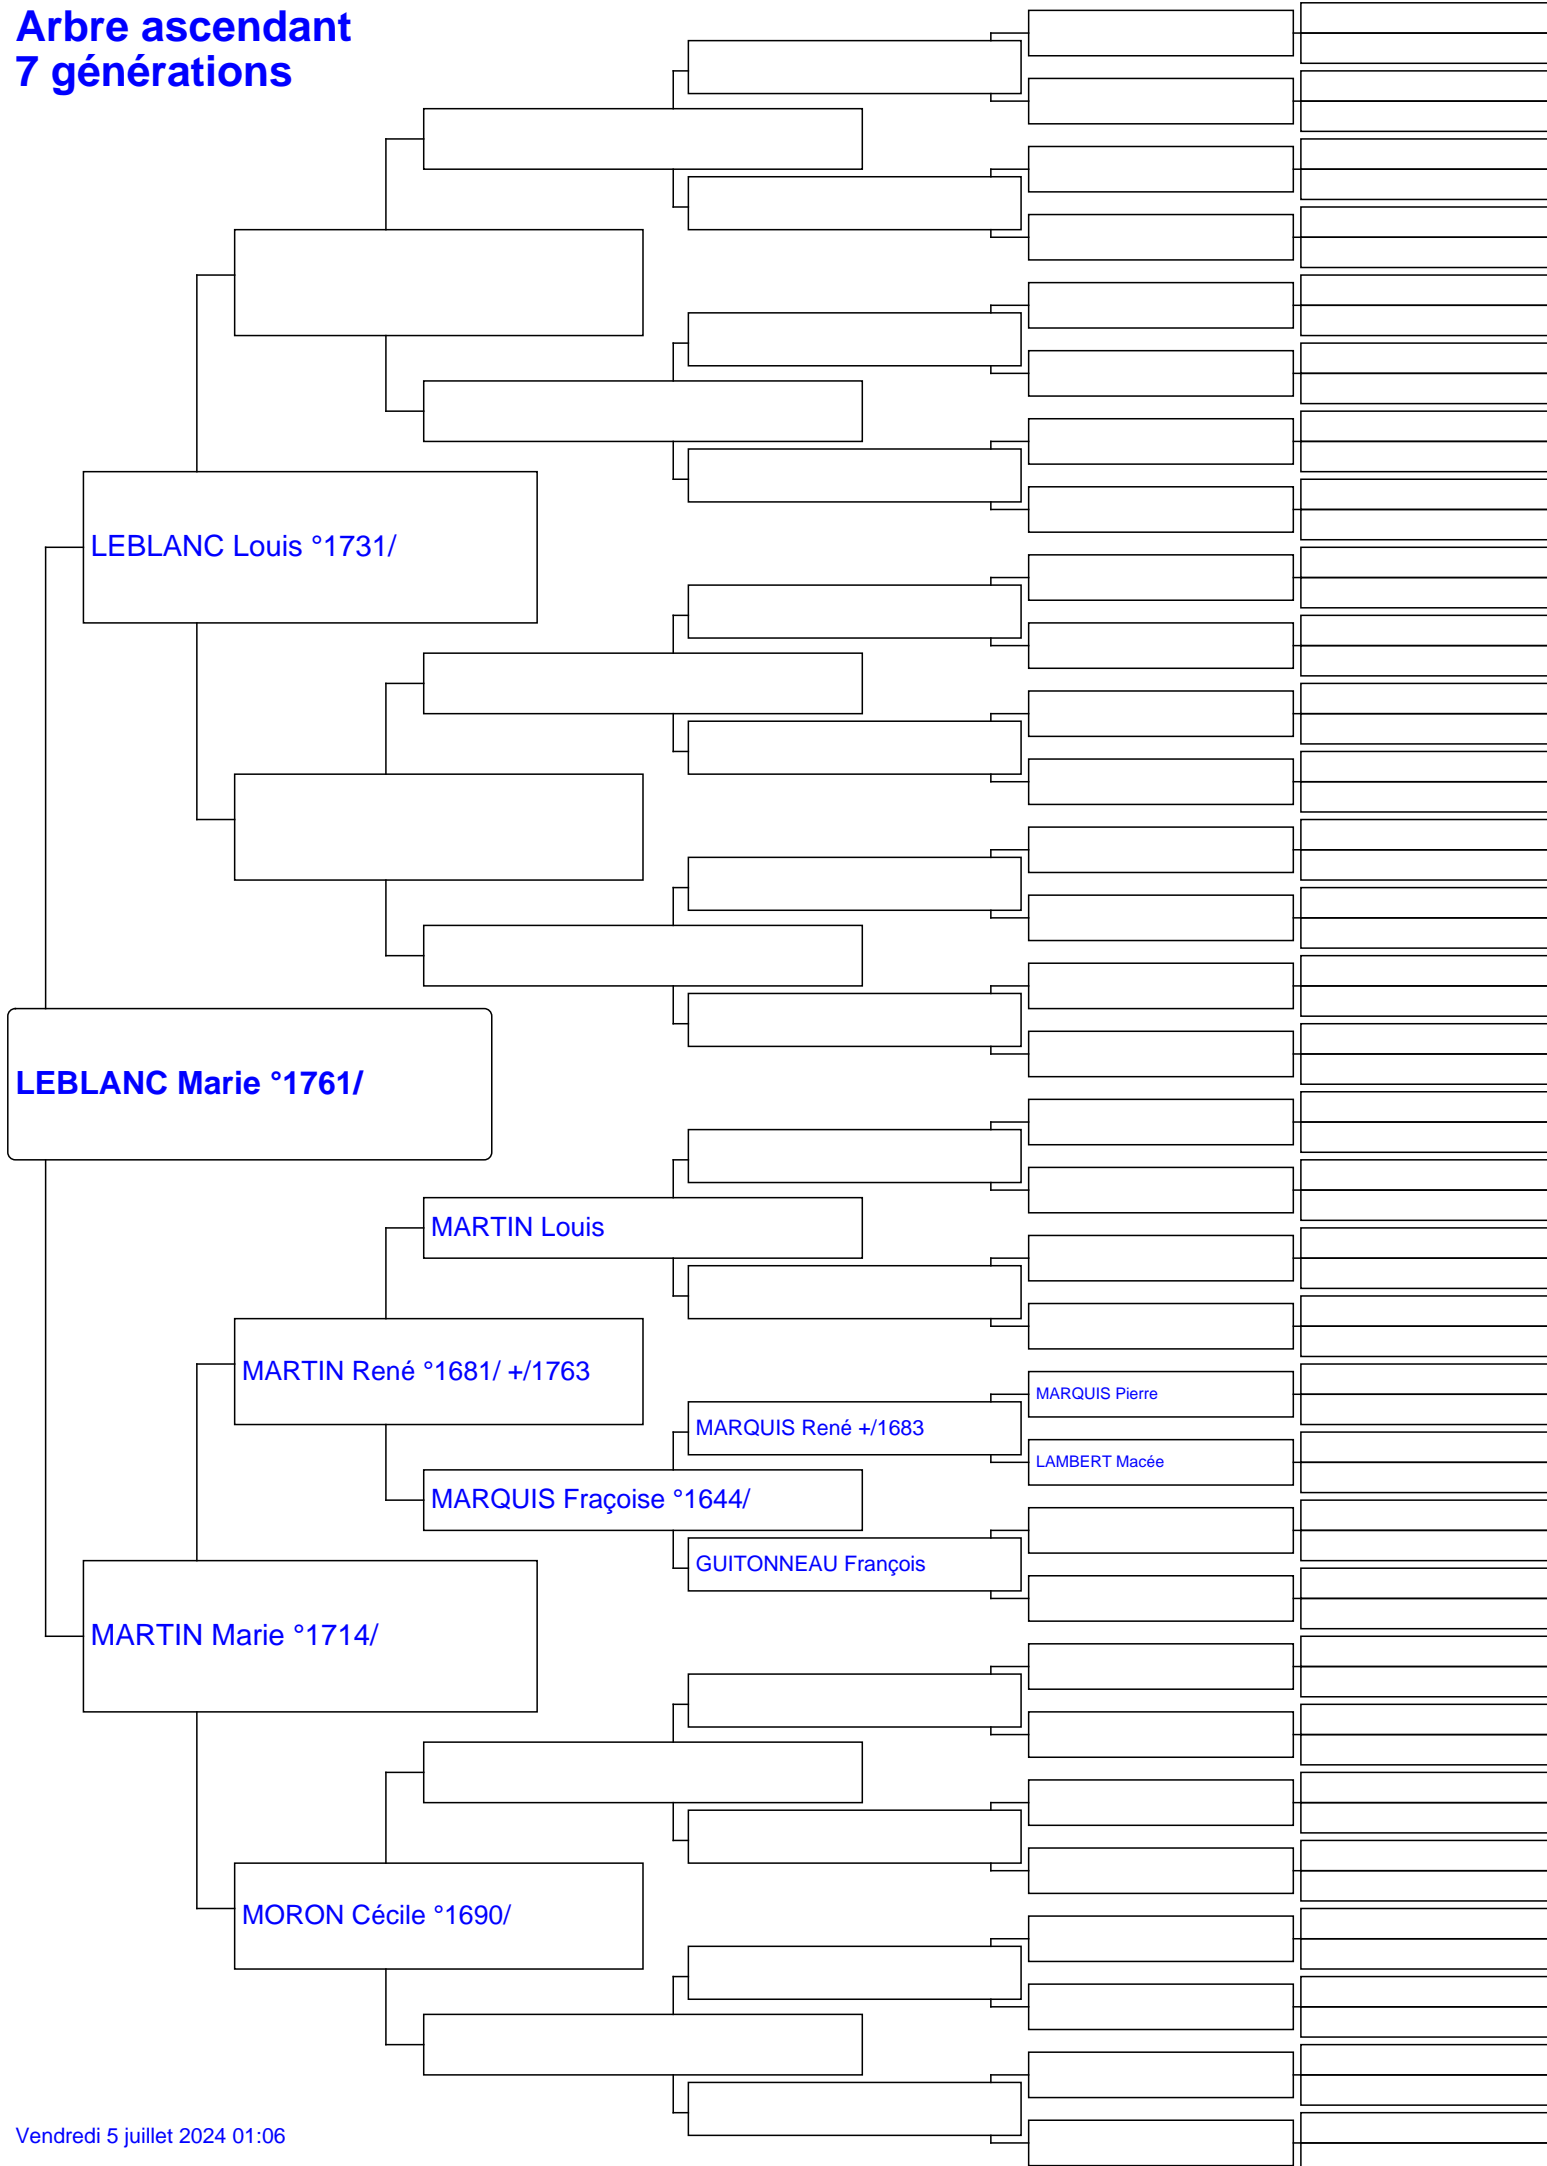 Arbre ascendant
7 générations
LEBLANC Louis °1731/
LEBLANC Marie °1761/
MARTIN Louis
MARTIN René °1681/ +/1763
MARQUIS Pierre
MARQUIS René +/1683
LAMBERT Macée
MARQUIS Fraçoise °1644/
GUITONNEAU François
MARTIN Marie °1714/
MORON Cécile °1690/
Vendredi 5 juillet 2024 01:06